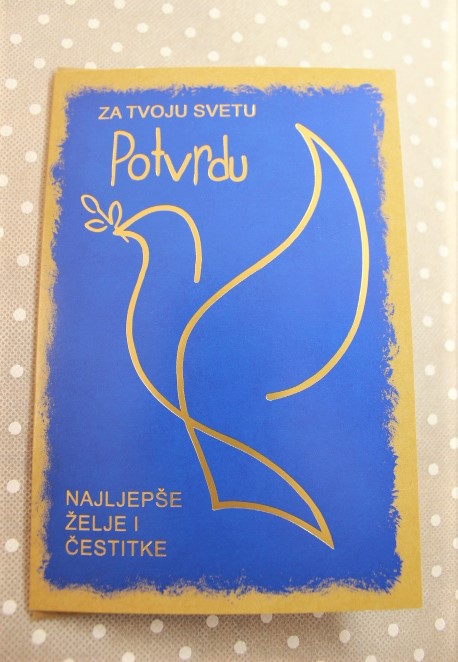 ZA TVOJU SVETU
Potvrdu
NAJLJEPŠE
ŽELJE I
ČESTITKE